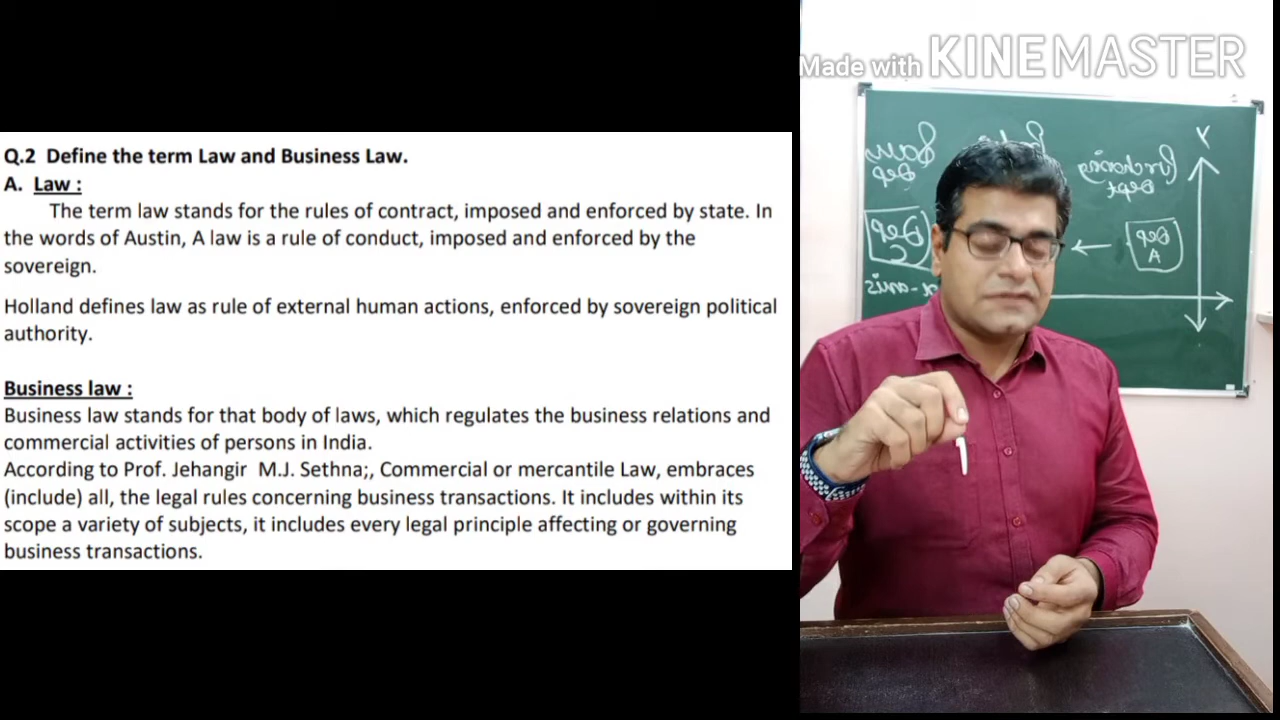 Q.2 Define the term Law and Business Law.
A. Law :
The term law stands for the rules of contract, imposed and enforced by state. In
the words of Austin, A law is a rule of conduct, imposed and enforced by the
sovereign.
Holland defines law as rule of external human actions, enforced by sovereign political
authority.
Business law :
Business law stands for that body of laws, which regulates the business relations and
commercial activities of persons in India.
According to Prof. Jehangir M.J. Sethna;, Commercial or mercantile Law, embraces
(include) all, the legal rules concerning business transactions. It includes within its
scope a variety of subjects, it includes every legal principle affecting or governing
business transactions.
Made with KINEMASTER
Y
Purchasing
Dept
Dep
A
Dep
Dep
C
x-axis